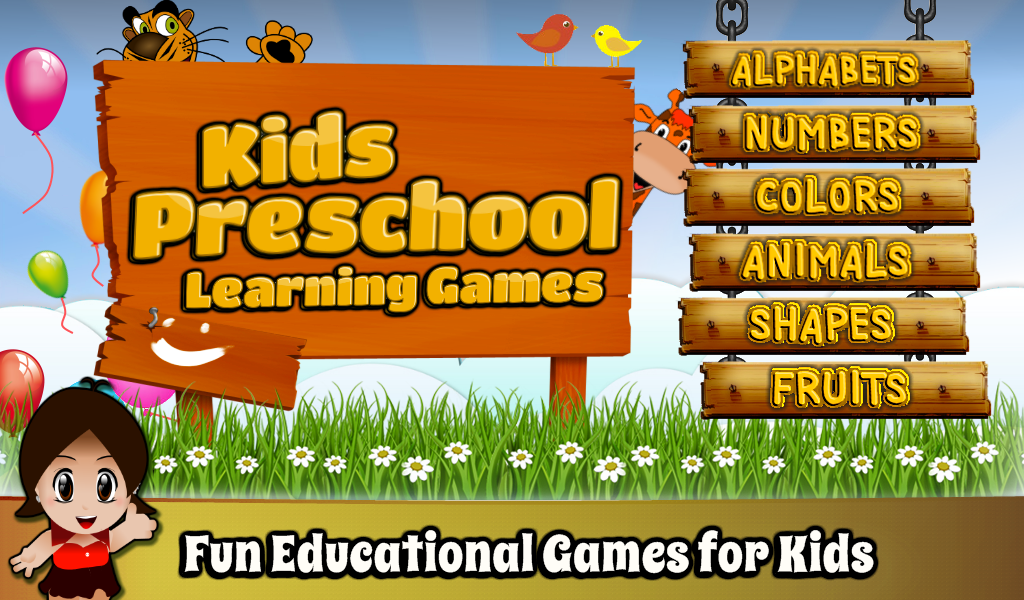 Kids
Preschool
Learning Games
ALPHABETS
NUMBERS
COLORS
ANIMALS
SHAPES
FRUITS
Fun Educational Games for Kids